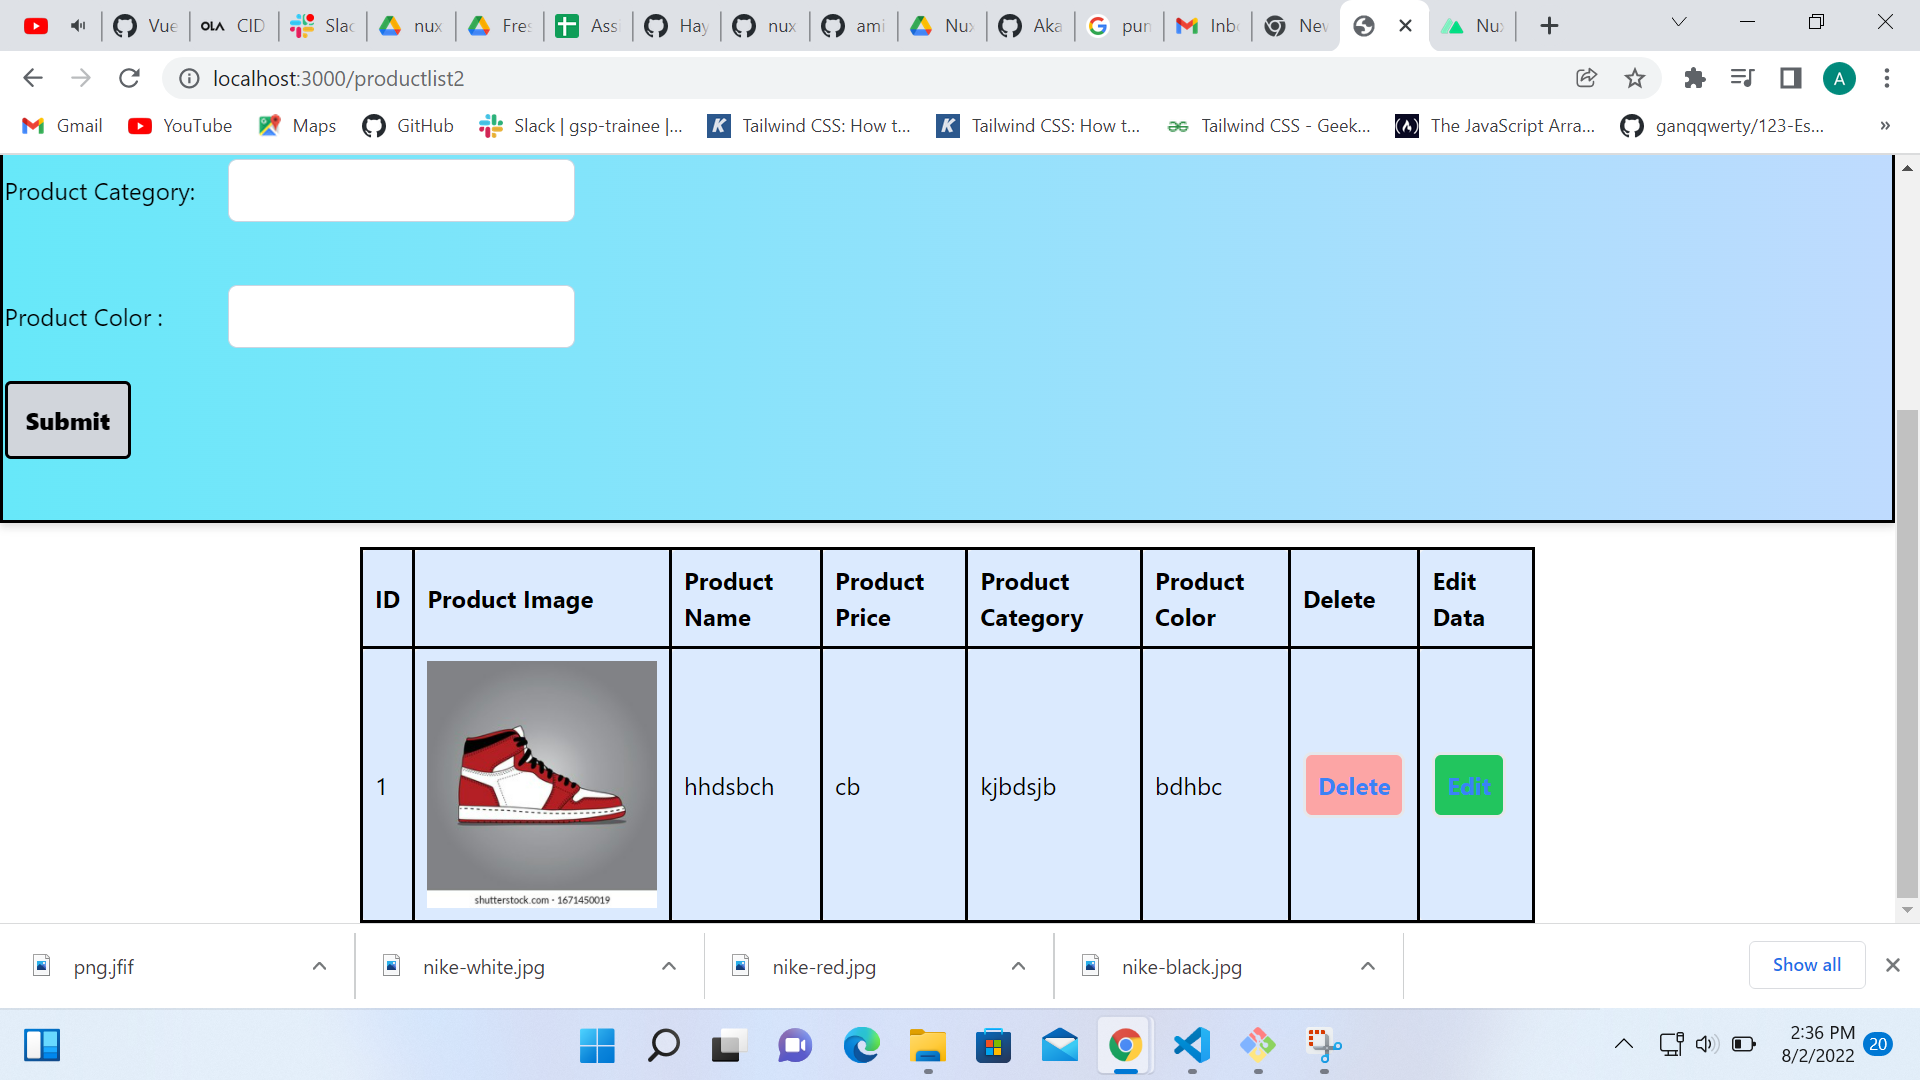 Vue
OLA CID
Slac
nux
Fres
Ass
Hay
nux
ami
Nux
Aka
pun
Inb
Nev
Nux
localhost:3000/productlist2
A
Gmail
YouTube
Maps
GitHub
Slack | gsp-trainee |...
K Tailwind CSS: How t...
K Tailwind CSS: How t...
Tailwind CSS - Geek...
The JavaScript Arra...
ganqqwerty/123-Es...
»
Product Category:
Product Color :
Submit
ID
Product Image
Product
Name
Product
Price
Product
Category
Product
Color
Delete
Edit
Data
1
shutterstock.com · 1671450019
hhdsbch
cb
kjbdsjb
bdhbc
Delete
Edit
png.jfif
nike-white.jpg
nike-red.jpg
nike-black.jpg
Show all
2:36 PM
8/2/2022
20